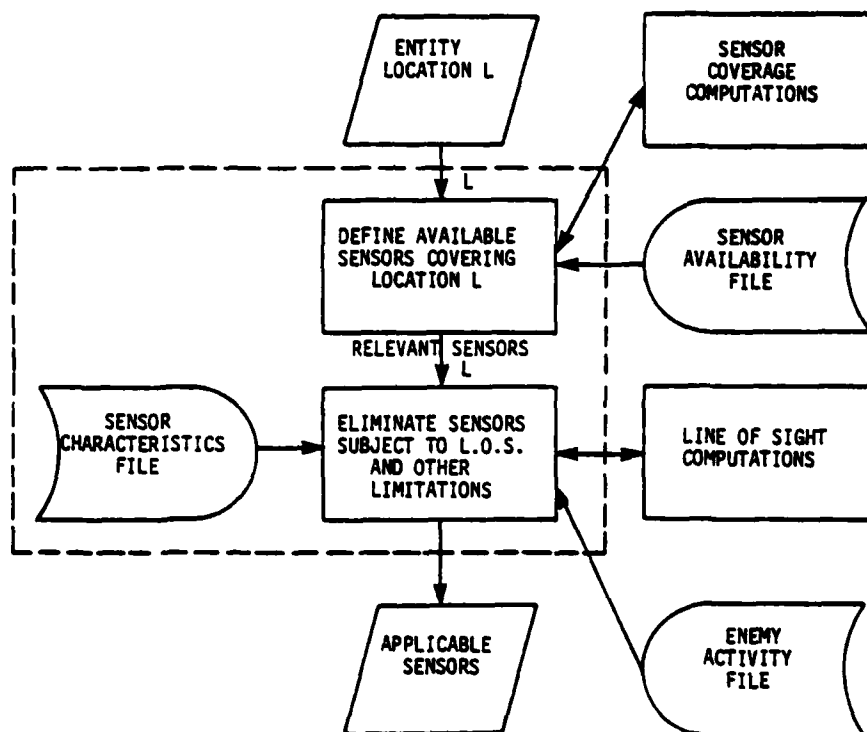 ENTITY
LOCATION L
SENSOR
COVERAGE
COMPUTATIONS
L
DEFINE AVAILABLE
SENSORS COVERING
LOCATION L
SENSOR
AVAILABILITY
FILE
RELEVANT SENSORS
L
SENSOR
CHARACTERISTICS
FILE
ELIMINATE SENSORS
SUBJECT TO L.O.S.
AND OTHER
LIMITATIONS
LINE OF SIGHT
COMPUTATIONS
APPLICABLE
SENSORS
ENEMY
ACTIVITY
FILE